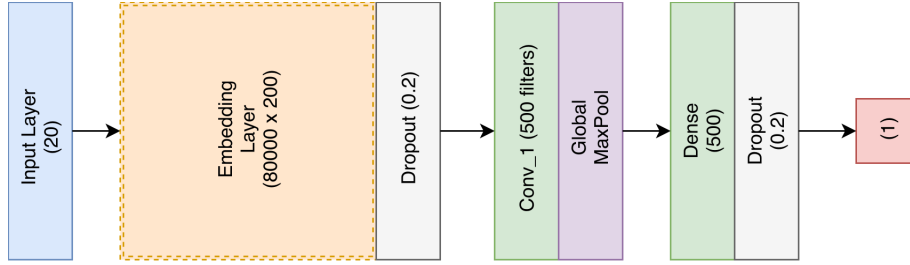 Input Layer
(20)
Embedding
Layer
(80000 x 200)
Dropout (0.2)
Conv_1 (500 filters)
Global
MaxPool
Dense
(500)
Dropout
(0.2)
(1)